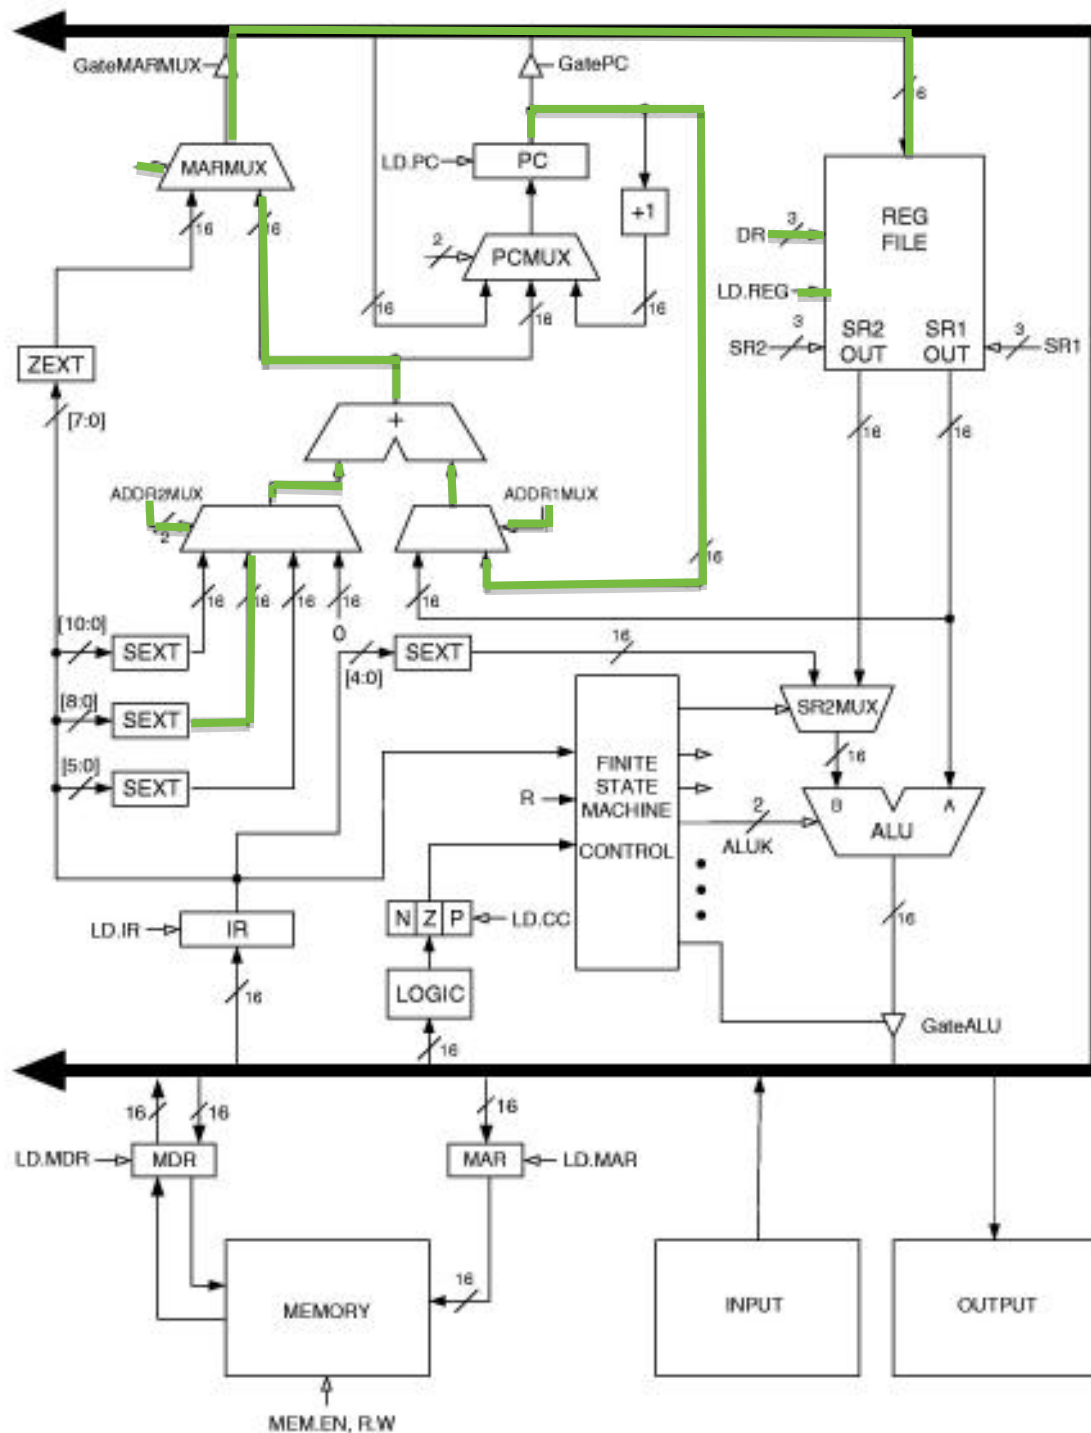 GateMARMUX
GatePC
16
MARMUX
LD.PC
PC
16
16
+1
2
PCMUX
16
16
16
REG
FILE
DR
3
LD.REG
SR2
3
SR2
OUT
SR1
OUT
3
SR1
ZEXT
[7:0]
+
16
16
ADDR2MUX
2
ADDR1MUX
16
16
16
16
16
0
16
[10:0]
SEXT
[4:0]
SEXT
16
[8:0]
SEXT
SR2MUX
16
[5:0]
SEXT
FINITE
STATE
MACHINE
CONTROL
R
B
A
ALU
2
ALUK
N Z P
LD.CC
LD.IR
IR
16
LOGIC
16
16
GateALU
16
16
16
LD.MDR
MDR
MAR
LD.MAR
16
MEMORY
INPUT
OUTPUT
MEM.EN, R.W